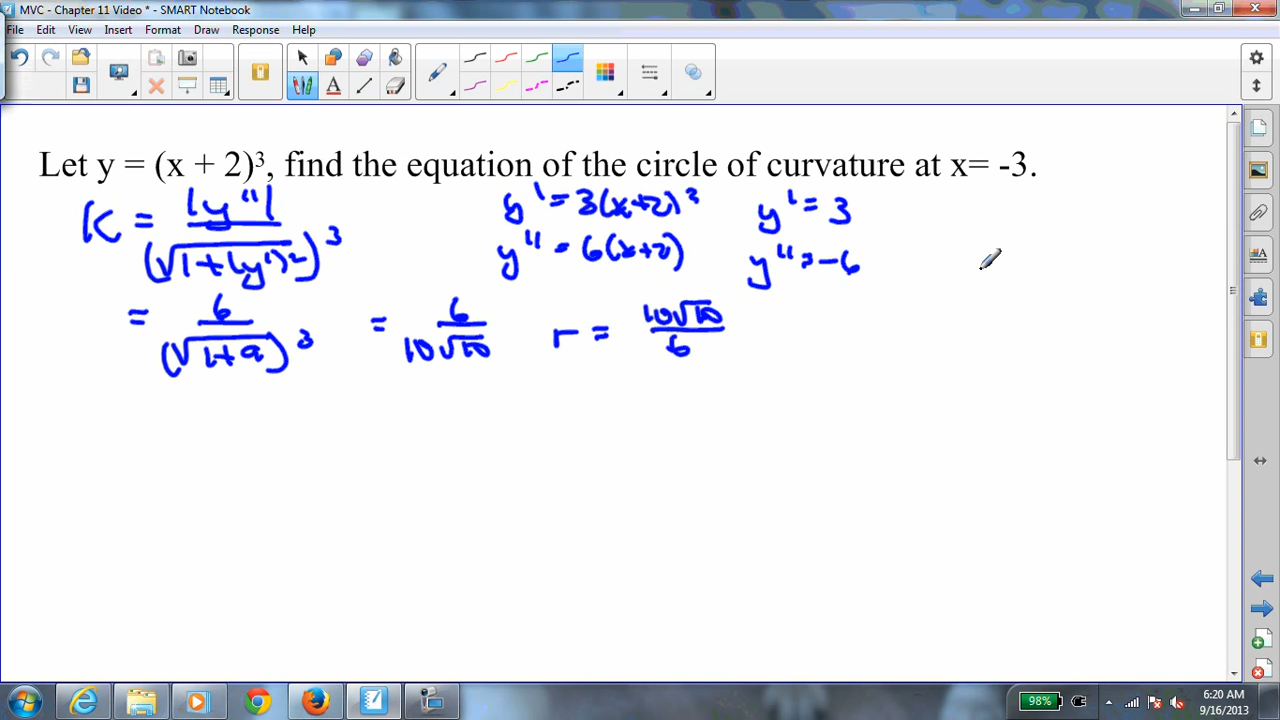 MVC - Chapter 11 Video * - SMART Notebook
File Edit View Insert Format Draw Response Help
Let y = (x + 2)³, find the equation of the circle of curvature at x= -3.
K = |y''| / (√1+(y')²)³
y' = 3(x+2)³ y' = 3
y'' = 6(x+2) y'' = -6
= 6 / (√1+9)³ = 6 / 10√10 r = 10√10 / 6
98%
6:20 AM
9/16/2013